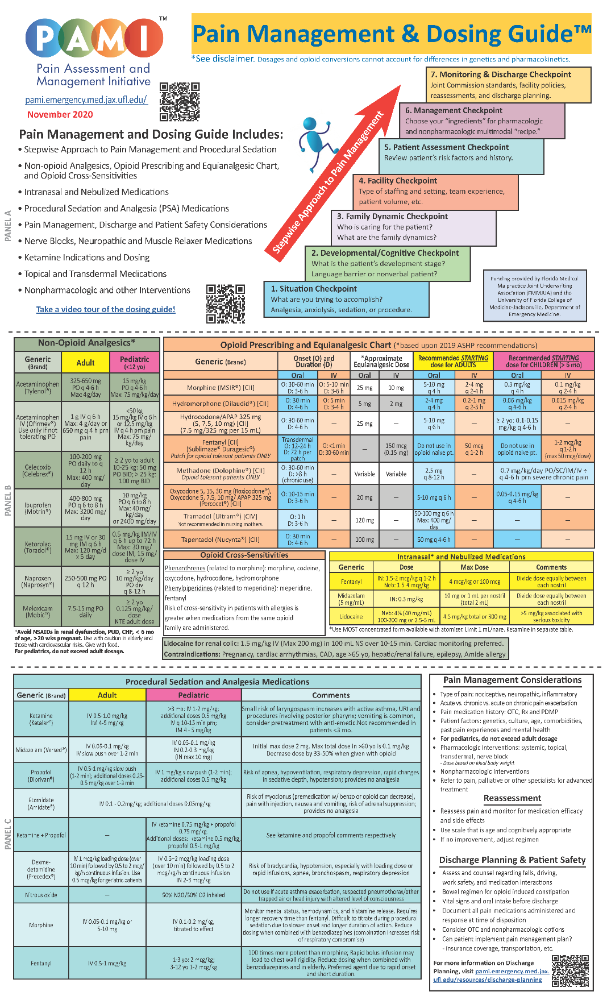 PAMI™
Pain Assessment and
Management Initiative
pami.emergency.med.jax.ufl.edu/
November 2020
Pain Management & Dosing Guide™
*See disclaimer. Dosages and opioid conversions cannot account for differences in genetics and pharmacokinetics.
Pain Management and Dosing Guide Includes:
• Stepwise Approach to Pain Management and Procedural Sedation
• Non-opioid Analgesics, Opioid Prescribing and Equianalgesic Chart,
and Opioid Cross-Sensitivities
• Intranasal and Nebulized Medications
• Procedural Sedation and Analgesia (PSA) Medications
• Pain Management, Discharge and Patient Safety Considerations
• Nerve Blocks, Neuropathic and Muscle Relaxer Medications
• Ketamine Indications and Dosing
• Topical and Transdermal Medications
• Nonpharmacologic and other Interventions
Take a video tour of the dosing guide!
PANEL A
Stepwise Approach to Pain Management
7. Monitoring & Discharge Checkpoint
Joint Commission standards, facility policies,
reassessments, and discharge planning.
6. Management Checkpoint
Choose your "ingredients" for pharmacologic
and nonpharmacologic multimodal "recipe."
5. Patient Assessment Checkpoint
Review patient's risk factors and history.
4. Facility Checkpoint
Type of staffing and setting, team experience,
patient volume, etc.
3. Family Dynamic Checkpoint
Who is caring for the patient?
What are the family dynamics?
2. Developmental/Cognitive Checkpoint
What is the patient's development stage?
Language barrier or nonverbal patient?
1. Situation Checkpoint
What are you trying to accomplish?
Analgesia, anxiolysis, sedation, or procedure.
Funding provided by Florida Medical
Malpractice Joint Underwriting
Association (FMMJUA) and the
University of Florida College of
Medicine-Jacksonville, Department of
Emergency Medicine.
PANEL B
Non-Opioid Analgesics*
Generic (Brand) Adult Pediatric (<12 yo)
Acetaminophen (Tylenol®) 325-650 mg PO q 4-6 h Max: 4 g/day 15 mg/kg PO q 4-6 h Max: 75 mg/kg/day
Acetaminophen IV (Ofirmev®) Use only if not tolerating PO 1 g IV q 6 h Max: 4 g/day or 650 mg q 4 h prn pain <50 kg 15 mg/kg IV q 6 h or 12.5 mg/kg IV q 4 h prn pain Max: 75 mg/kg/day
Celecoxib (Celebrex®) 100-200 mg PO daily to q 12 h Max: 400 mg/day ≥ 2 yo to adult 10-25 kg: 50 mg PO BID; > 25 kg: 100 mg BID
Ibuprofen (Motrin®) 400-800 mg PO q 6 to 8 h Max: 3200 mg/day 10 mg/kg PO q 6 to 8 h Max: 40 mg/kg/day or 2400 mg/day
Ketorolac (Toradol®) 15 mg IV or 30 mg IM q 6 h Max: 120 mg/d x 5 day 0.5 mg/kg IM/IV q 6 h up to 72 h Max: 30 mg/dose IM, 15 mg/dose IV
Naproxen (Naprosyn®) 250-500 mg PO q 12 h ≥ 2 yo 10 mg/kg/day PO div q 8-12 h
Meloxicam (Mobic®) 7.5-15 mg PO daily ≥ 2 yo 0.125 mg/kg/dose NTE adult dose
*Avoid NSAIDs in renal dysfunction, PUD, CHF, < 6 mo
of age, >20 wks pregnant. Use with caution in elderly and
those with cardiovascular risks. Give with food.
For pediatrics, do not exceed adult dosage.
Opioid Prescribing and Equianalgesic Chart (*based upon 2019 ASHP recommendations)
Generic (Brand) Onset (O) and Duration (D) *Approximate Equianalgesic Dose Recommended STARTING dose for ADULTS Recommended STARTING dose for CHILDREN (> 6 mo)
Oral IV Oral IV Oral IV Oral IV
Morphine (MSIR®) [CII] O: 30-60 min D: 3-6 h O: 5-10 min D: 3-6 h 25 mg 10 mg 5-10 mg q 4 h 2-4 mg q 2-4 h 0.3 mg/kg q 4 h 0.1 mg/kg q 2-4 h
Hydromorphone (Dilaudid®) [CII] O: 30 min D: 4-6 h O: 5 min D: 3-4 h 5 mg 2 mg 2-4 mg q 4 h 0.2-1 mg q 2-3 h 0.06 mg/kg q 4-6 h 0.015 mg/kg q 2-4 h
Hydrocodone/APAP 325 mg (5, 7.5, 10 mg) [CII] (7.5 mg/325 mg per 15 mL) O: 30-60 min D: 4-6 h — 25 mg — 5-10 mg q 6 h — ≥ 2 yo: 0.1-0.15 mg/kg q 4-6 h —
Fentanyl [CII] (Sublimaze® Duragesic®) Patch for opioid tolerant patients ONLY Transdermal O: 12-24 h D: 72 h per patch O: <1 min D: 30-60 min — 150 mcg (0.15 mg) Do not use in opioid naive pt. 50 mcg q 1-2 h Do not use in opioid naive pt. 1-2 mcg/kg q 1-2 h (max 50 mcg/dose)
Methadone (Dolophine®) [CII] Opioid tolerant patients ONLY O: 30-60 min D: >8 h (chronic use) — Variable Variable 2.5 mg q 8-12 h — 0.7 mg/kg/day PO/SC/IM/IV ÷ q 4-6 h prn severe chronic pain
Oxycodone 5, 15, 30 mg (Roxicodone®), Oxycodone 5, 7.5, 10 mg/ APAP 325 mg (Percocet®) [CII] O: 10-15 min D: 3-6 h — 20 mg — 5-10 mg q 6 h — 0.05-0.15 mg/kg q 4-6 h —
Tramadol (Ultram®) [CIV] Not recommended in nursing mothers. O: 1 h D: 3-6 h — 120 mg — 50-100 mg q 6 h Max: 400 mg/day — — —
Tapentadol (Nucynta®) [CII] O: 30 min D: 4-6 h — 100 mg — 50 mg q 4-6 h — — —
Opioid Cross-Sensitivities
Phenanthrenes (related to morphine): morphine, codeine,
oxycodone, hydrocodone, hydromorphone
Phenylpiperidines (related to meperidine): meperidine,
fentanyl
Risk of cross-sensitivity in patients with allergies is
greater when medications from the same opioid
family are administered.
Intranasal* and Nebulized Medications
Generic Dose Max Dose Comments
Fentanyl IN: 1.5-2 mcg/kg q 1-2 h Neb: 1.5-4 mcg/kg 4 mcg/kg or 100 mcg Divide dose equally between each nostril
Midazolam (5 mg/mL) IN: 0.3 mg/kg 10 mg or 1 mL per nostril (total 2 mL) Divide dose equally between each nostril
Lidocaine Neb: 4% (40 mg/mL) 100-200 mg or 2.5-5 mL 4.5 mg/kg total or 300 mg >5 mg/kg associated with serious toxicity
*Use MOST concentrated form available with atomizer. Limit 1 mL/nare. Ketamine in separate table.
Lidocaine for renal colic: 1.5 mg/kg IV (Max 200 mg) in 100 mL NS over 10-15 min. Cardiac monitoring preferred.
Contraindications: Pregnancy, cardiac arrhythmias, CAD, age >65 yo, hepatic/renal failure, epilepsy, Amide allergy
PANEL C
Procedural Sedation and Analgesia Medications
Generic (Brand) Adult Pediatric Comments
Ketamine (Ketalar®) IV 0.5-1.0 mg/kg IM 4-5 mg/kg >3 mo: IV 1-2 mg/kg; additional doses 0.5 mg/kg IV q 10-15 min prn; IM 4 - 5 mg/kg Small risk of laryngospasm increases with active asthma, URI and procedures involving posterior pharynx; vomiting is common, consider pretreatment with anti-emetic.Not recommended in patients <3 mo.
Midazolam (Versed®) IV 0.05-0.1 mg/kg IV slow push over 1-2 min IV 0.05-0.1 mg/kg IN 0.2-0.3 mg/kg (IN max 10 mg) Initial max dose 2 mg. Max total dose in >60 yo is 0.1 mg/kg Decrease dose by 33-50% when given with opioid
Propofol (Diprivan®) IV 0.5-1 mg/kg slow push (1-2 min); additional doses 0.25-0.5 mg/kg over 1-3 min IV 1 mg/kg slow push (1-2 min); additional doses 0.5 mg/kg Risk of apnea, hypoventilation, respiratory depression, rapid changes in sedative depth, hypotension; provides no analgesia
Etomidate (Amidate®) IV 0.1 - 0.2mg/kg; additional doses 0.05mg/kg Risk of myoclonus (premedication w/ benzo or opioid can decrease), pain with injection, nausea and vomiting, risk of adrenal suppression; provides no analgesia
Ketamine + Propofol — IV ketamine 0.75 mg/kg + propofol 0.75 mg/kg. Additional doses: ketamine 0.5 mg/kg, propofol 0.5-1 mg/kg See ketamine and propofol comments respectively
Dexme-detomidine (Precedex®) IV 1 mcg/kg loading dose (over 10 min) followed by 0.5 to 2 mcg/kg/h continuous infusion. Use 0.5 mcg/kg for geriatric patients IV 0.5–2 mcg/kg loading dose (over 10 min) followed by 0.5 to 2 mcg/kg/h continuous infusion IN 2-3 mcg/kg Risk of bradycardia, hypotension, especially with loading dose or rapid infusions, apnea, bronchospasm, respiratory depression
Nitrous oxide — 50% N2O/50% O2 inhaled Do not use if acute asthma exacerbation, suspected pneumothorax/other trapped air or head injury with altered level of consciousness
Morphine IV 0.05-0.1 mg/kg or 5-10 mg IV 0.1-0.2 mg/kg, titrated to effect Monitor mental status, hemodynamics, and histamine release. Requires longer recovery time than fentanyl. Difficult to titrate during procedural sedation due to slower onset and longer duration of action. Reduce dosing when combined with benzodiazepines (combination increases risk of respiratory compromise)
Fentanyl IV 0.5-1 mcg/kg 1-3 yo: 2 mcg/kg; 3-12 yo 1-2 mcg/kg 100 times more potent than morphine; Rapid bolus infusion may lead to chest wall rigidity. Reduce dosing when combined with benzodiazepines and in elderly. Preferred agent due to rapid onset and short duration.
Pain Management Considerations
• Type of pain: nociceptive, neuropathic, inflammatory
• Acute vs. chronic vs. acute on chronic pain exacerbation
• Pain medication history: OTC, Rx and PDMP
• Patient factors: genetics, culture, age, comorbidities,
past pain experiences and mental health
• For pediatrics, do not exceed adult dosage
• Pharmacologic Interventions: systemic, topical,
transdermal, nerve block
- Dose based on ideal body weight
• Nonpharmacologic Interventions
• Refer to pain, palliative or other specialists for advanced
treatment
Reassessment
• Reassess pain and monitor for medication efficacy
and side effects
• Use scale that is age and cognitively appropriate
• If no improvement, adjust regimen
Discharge Planning & Patient Safety
• Assess and counsel regarding falls, driving,
work safety, and medication interactions
• Bowel regimen for opioid induced constipation
• Vital signs and oral intake before discharge
• Document all pain medications administered and
response at time of disposition
• Consider OTC and nonpharmacologic options
• Can patient implement pain management plan?
- insurance coverage, transportation, etc.
For more information on Discharge
Planning, visit pami.emergency.med.jax.
ufl.edu/resources/discharge-planning